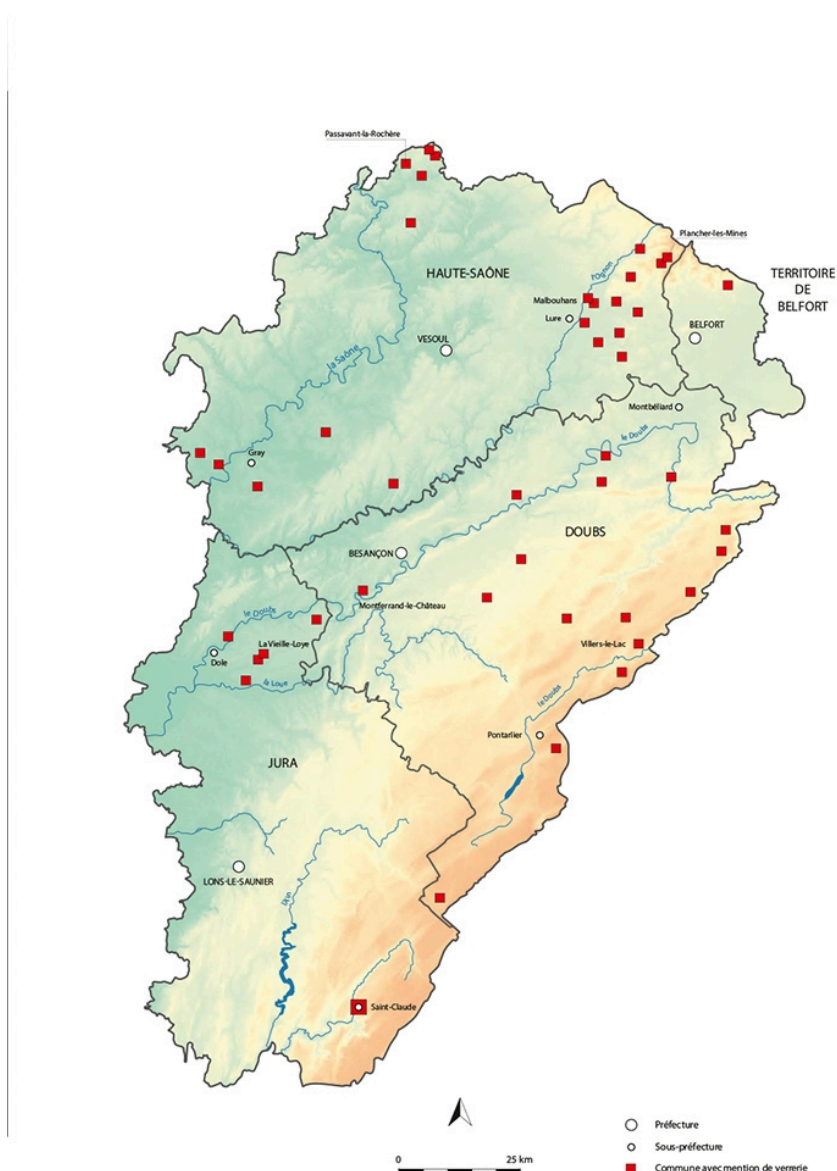 Passavant-la-Rochère
Plancher-les-Mines
HAUTE-SAÔNE
l'Ognon
TERRITOIRE
DE
BELFORT
Malbouhans
Lure
BELFORT
VESOUL
la Saône
Montbéliard
le Doubs
Gray
DOUBS
BESANÇON
Montferrand-le-Château
le Doubs
La Vieille-Loye
Villers-le-Lac
Dole
la Loue
le Doubs
Pontarlier
JURA
LONS-LE-SAUNIER
l'Ain
Saint-Claude
Préfecture
Sous-préfecture
0 25 km
Commune avec mention de verrerie